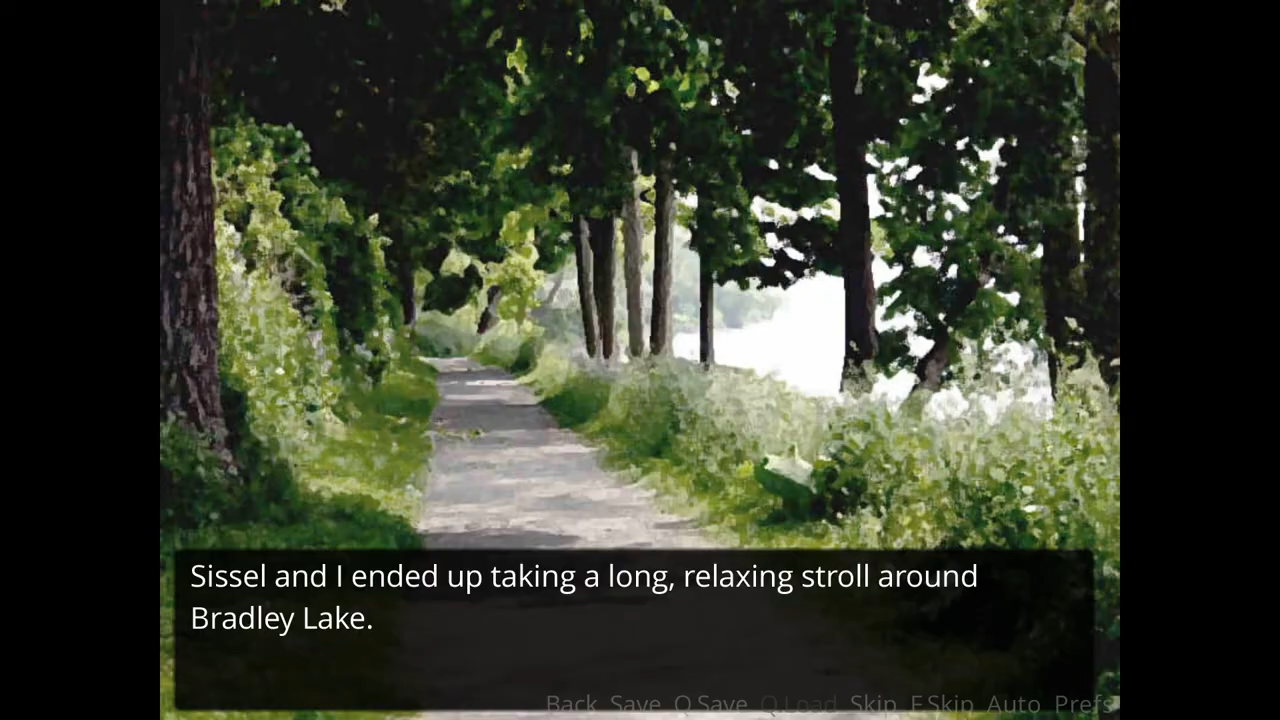 Sissel and I ended up taking a long, relaxing stroll around
Bradley Lake.
Back Save Q.Save Q.Load Skip F.Skip Auto Prefs